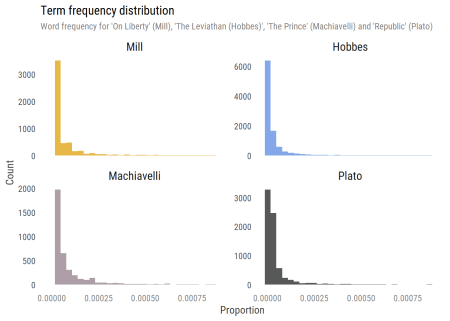 Term frequency distribution
Word frequency for 'On Liberty' (Mill), 'The Leviathan (Hobbes)', 'The Prince' (Machiavelli) and 'Republic' (Plato)
Mill
Hobbes
3000
2000
1000
0
6000
4000
2000
0
Machiavelli
Plato
2000
1500
1000
500
0
3000
2000
1000
0
0.00000 0.00025 0.00050 0.00075
0.00000 0.00025 0.00050 0.00075
Count
Proportion